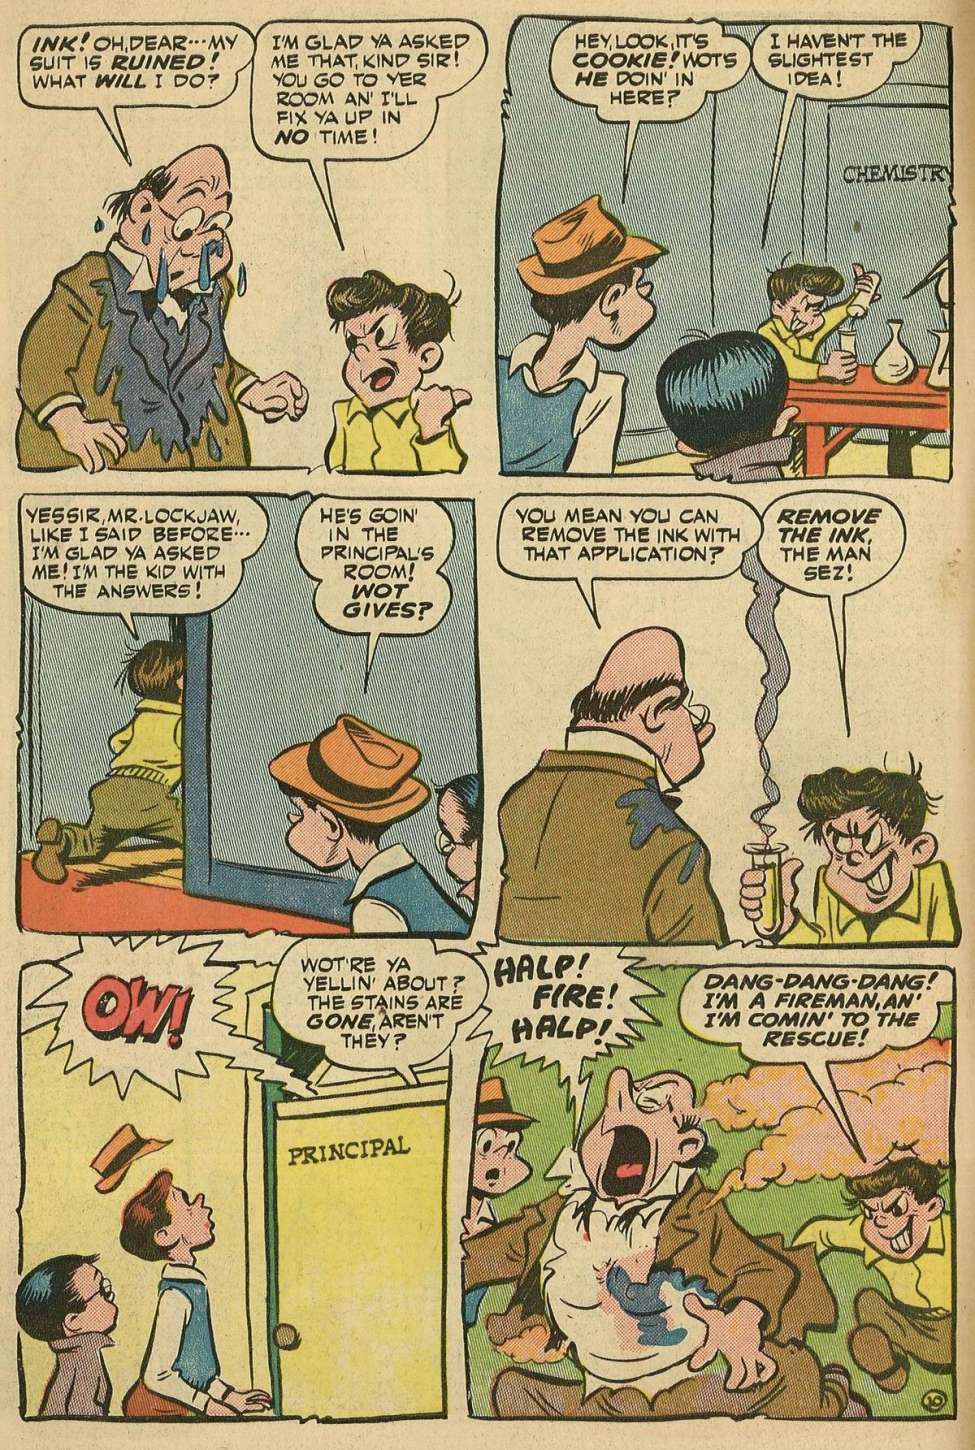 INK! OH, DEAR... MY
SUIT IS RUINED!
WHAT WILL I DO?
I'M GLAD YA ASKED
ME THAT, KIND SIR!
YOU GO TO YER
ROOM AN' I'LL
FIX YA UP IN
NO TIME!
HEY, LOOK, IT'S
COOKIE! WOT'S
HE DOIN' IN
HERE?
I HAVEN'T THE
SLIGHTEST
IDEA!
CHEMISTRY
YESSIR, MR. LOCKJAW,
LIKE I SAID BEFORE...
I'M GLAD YA ASKED
ME! I'M THE KID WITH
THE ANSWERS!
HE'S GOIN'
IN THE
PRINCIPAL'S
ROOM!
WOT
GIVES?
YOU MEAN YOU CAN
REMOVE THE INK WITH
THAT APPLICATION?
REMOVE
THE INK,
THE MAN
SEZ!
OW!
WOT'RE YA
YELLIN' ABOUT?
THE STAINS ARE
GONE, AREN'T
THEY?
PRINCIPAL
HALP!
FIRE!
HALP!
DANG-DANG-DANG!
I'M A FIREMAN, AN'
I'M COMIN' TO THE
RESCUE!
10